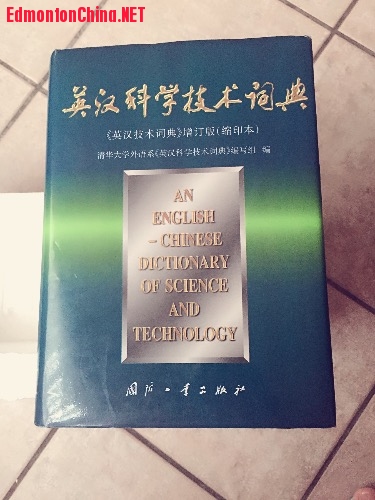 EdmontonChina.NET
英汉科学技术词典
《英汉技术词典》增订版(缩印本)
清华大学外语系《英汉科学技术词典》编写组 编
AN
ENGLISH
- CHINESE
DICTIONARY
OF SCIENCE
AND
TECHNOLOGY
国防工业出版社
EdmontonChina.NET